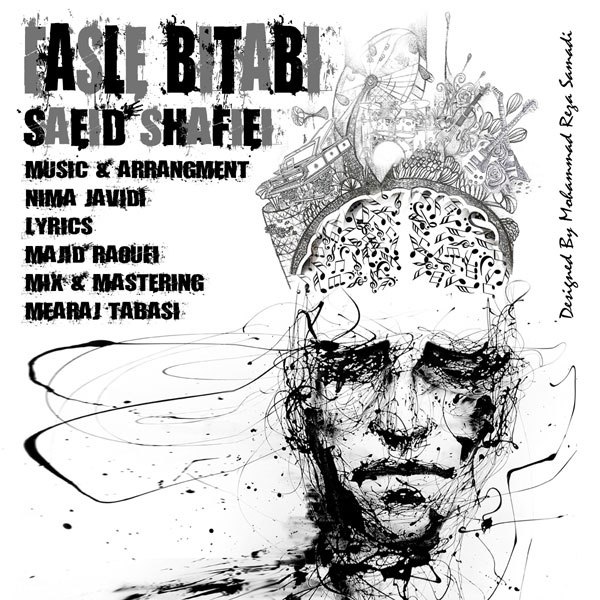 FASLE BITABI
SAEID SHAFIEI
MUSIC & ARRANGMENT
NIMA JAVIDI
LYRICS
MAJID RAOUFI
MIX & MASTERING
MEARAJ TABASI
Designed By Mohammad Reza Samadi